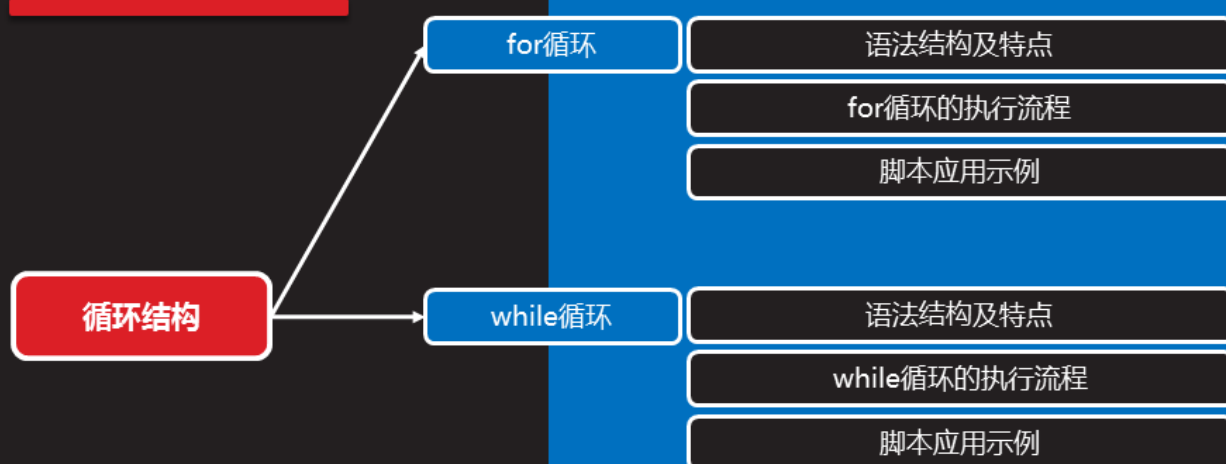 for循环
语法结构及特点
for循环的执行流程
脚本应用示例
循环结构
while循环
语法结构及特点
while循环的执行流程
脚本应用示例